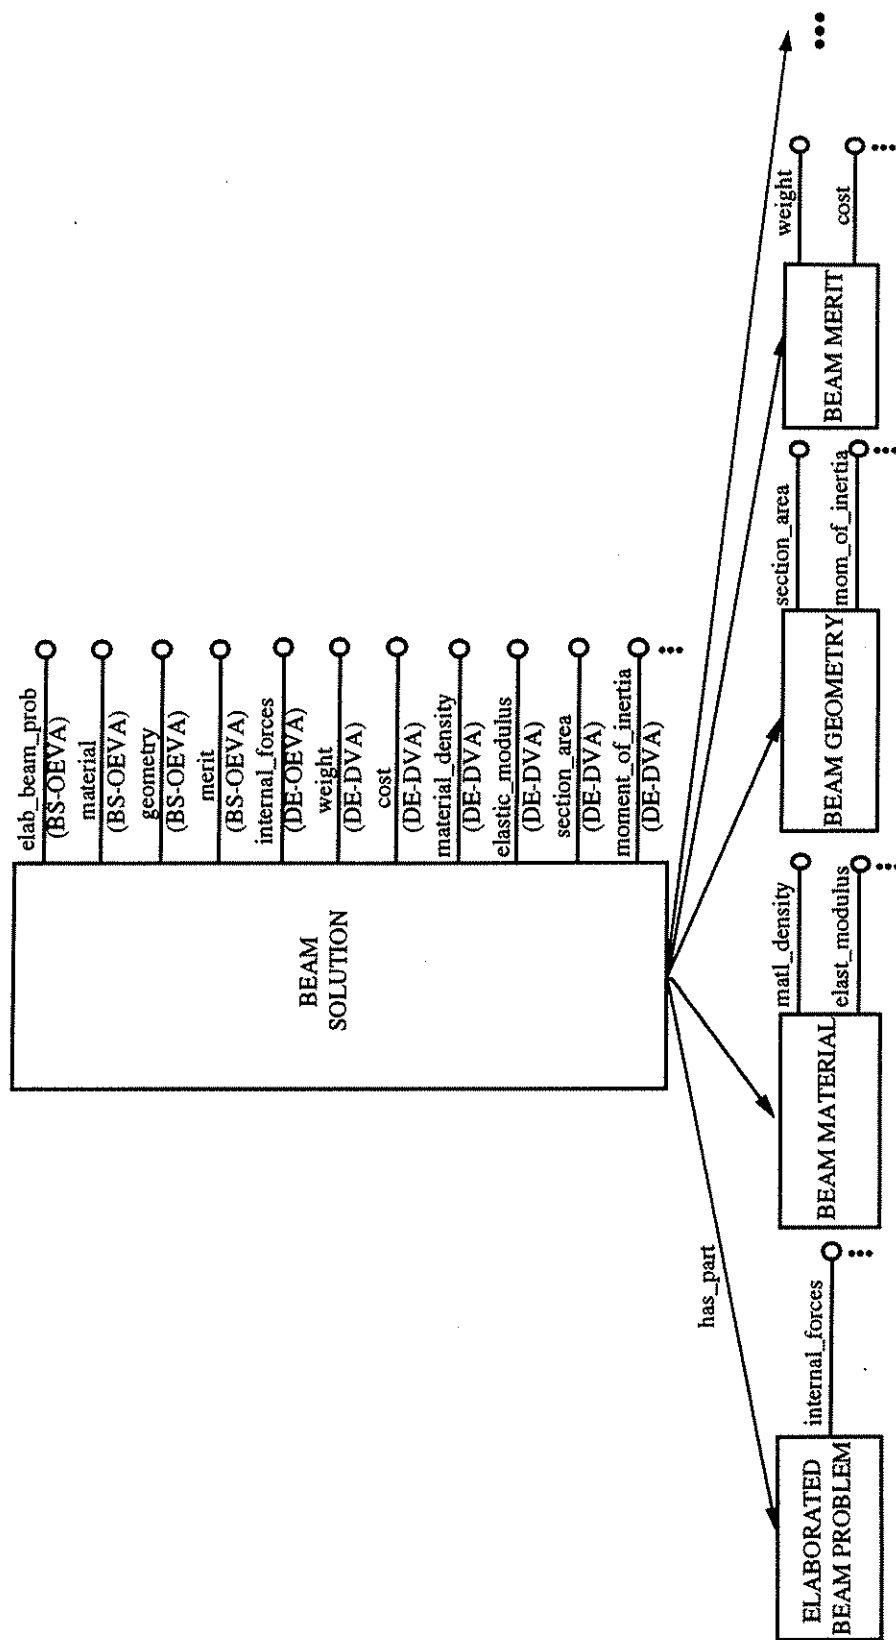 BEAM
SOLUTION
elab_beam_prob
(BS-OEVA)
material
(BS-OEVA)
geometry
(BS-OEVA)
merit
(BS-OEVA)
internal_forces
(DE-OEVA)
weight
(DE-DVA)
cost
(DE-DVA)
material_density
(DE-DVA)
elastic_modulus
(DE-DVA)
section_area
(DE-DVA)
moment_of_inertia
(DE-DVA)
...
has_part
ELABORATED
BEAM PROBLEM
internal_forces
...
BEAM MATERIAL
matl_density
elast_modulus
...
BEAM GEOMETRY
section_area
mom_of_inertia
...
BEAM MERIT
weight
cost
...
...